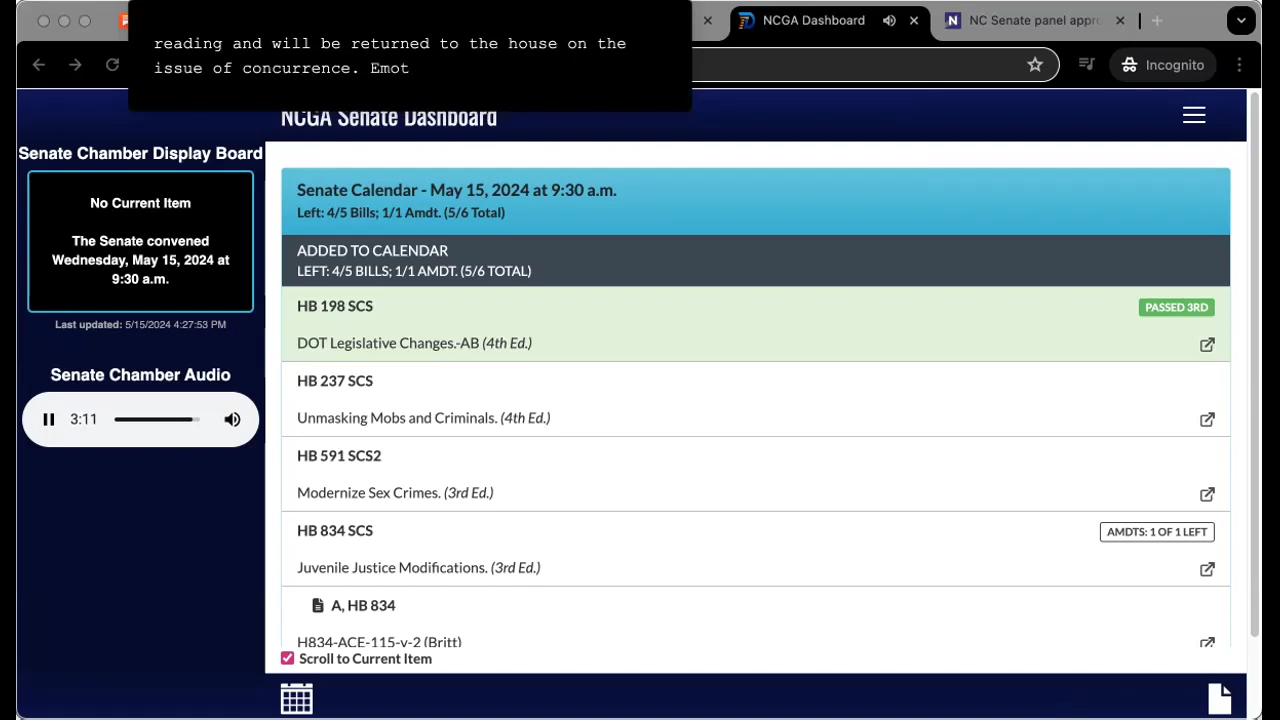 reading and will be returned to the house on the
issue of concurrence. Emot
NCGA Dashboard
NC Senate panel appro
Incognito
NCGA Senate Dashboard
Senate Chamber Display Board
No Current Item
The Senate convened
Wednesday, May 15, 2024 at
9:30 a.m.
Last updated: 5/15/2024 4:27:53 PM
Senate Chamber Audio
3:11
Senate Calendar - May 15, 2024 at 9:30 a.m.
Left: 4/5 Bills; 1/1 Amdt. (5/6 Total)
ADDED TO CALENDAR
LEFT: 4/5 BILLS; 1/1 AMDT. (5/6 TOTAL)
HB 198 SCS
PASSED 3RD
DOT Legislative Changes.-AB (4th Ed.)
HB 237 SCS
Unmasking Mobs and Criminals. (4th Ed.)
HB 591 SCS2
Modernize Sex Crimes. (3rd Ed.)
HB 834 SCS
AMDTS: 1 OF 1 LEFT
Juvenile Justice Modifications. (3rd Ed.)
A, HB 834
H834-ACE-115-v-2 (Britt)
Scroll to Current Item